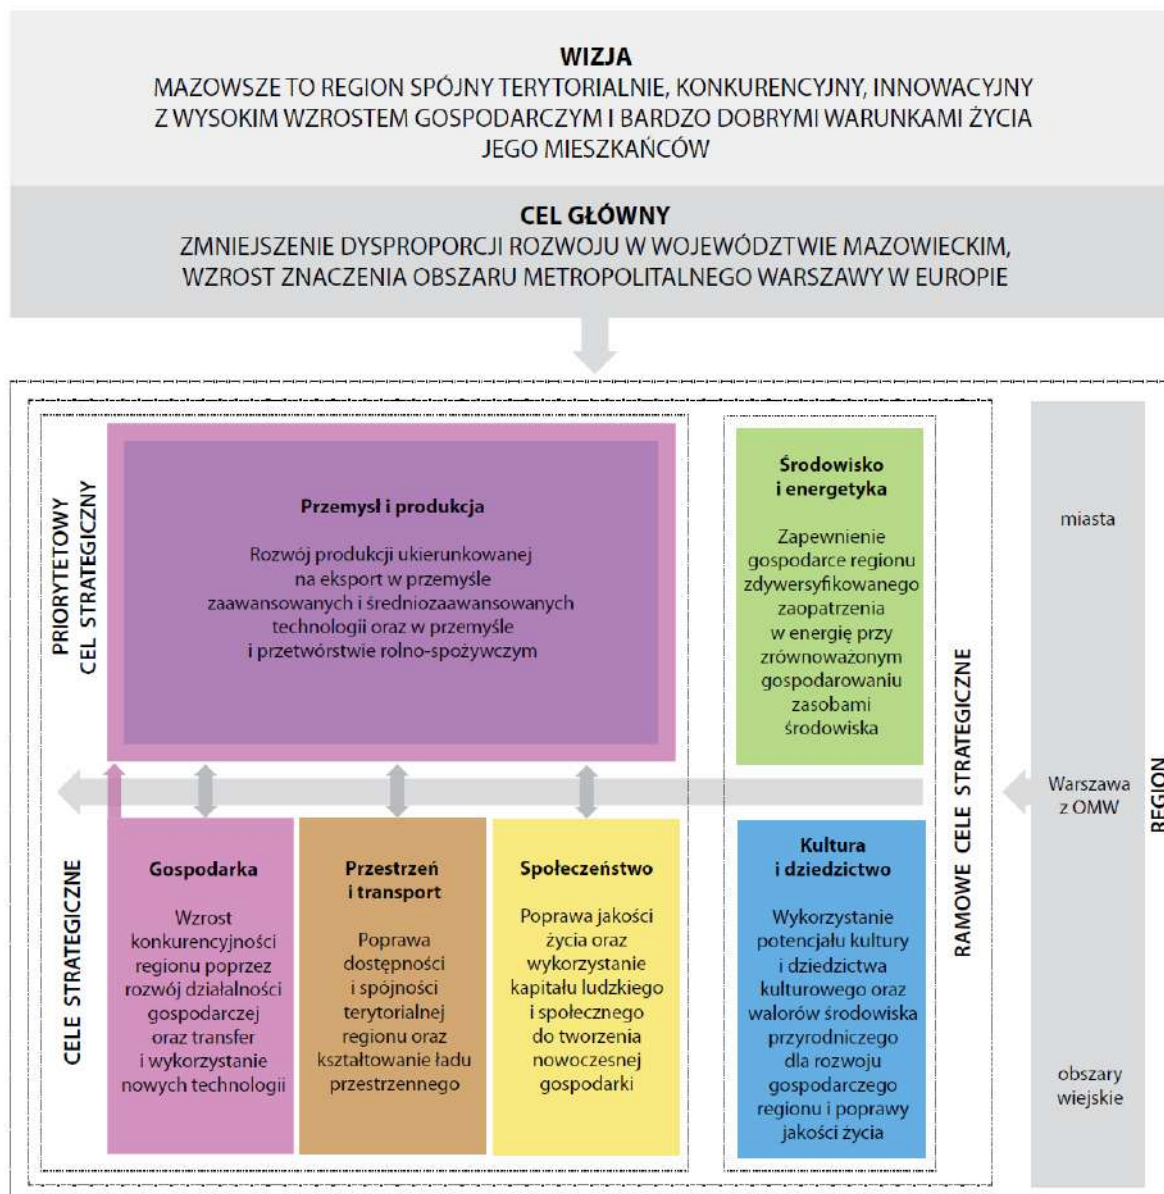 WIZJA
MAZOWSZE TO REGION SPÓJNY TERYTORIALNIE, KONKURENCYJNY, INNOWACYJNY
Z WYSOKIM WZROSTEM GOSPODARCZYM I BARDZO DOBRYMI WARUNKAMI ŻYCIA
JEGO MIESZKAŃCÓW
CEL GŁÓWNY
ZMNIEJSZENIE DYSPROPORCJI ROZWOJU W WOJEWÓDZTWIE MAZOWIECKIM,
WZROST ZNACZENIA OBSZARU METROPOLITALNEGO WARSZAWY W EUROPIE
PRIORYTETOWY
CEL STRATEGICZNY
Przemysł i produkcja
Rozwój produkcji ukierunkowanej
na eksport w przemyśle
zaawansowanych i średniozaawansowanych
technologii oraz w przemyśle
i przetwórstwie rolno-spożywczym
Środowisko
i energetyka
Zapewnienie
gospodarce regionu
zdywersyfikowanego
zaopatrzenia
w energię przy
zrównoważonym
gospodarowaniu
zasobami
środowiska
CELE STRATEGICZNE
Gospodarka
Wzrost
konkurencyjności
regionu poprzez
rozwój działalności
gospodarczej
oraz transfer
i wykorzystanie
nowych technologii
Przestrzeń
i transport
Poprawa
dostępności
i spójności
terytorialnej
regionu oraz
kształtowanie ładu
przestrzennego
Społeczeństwo
Poprawa jakości
życia oraz
wykorzystanie
kapitału ludzkiego
i społecznego
do tworzenia
nowoczesnej
gospodarki
Kultura
i dziedzictwo
Wykorzystanie
potencjału kultury
i dziedzictwa
kulturowego oraz
walorów środowiska
przyrodniczego
dla rozwoju
gospodarczego
regionu i poprawy
jakości życia
RAMOWE CELE STRATEGICZNE
miasta
Warszawa
z OMW
obszary
wiejskie
REGION